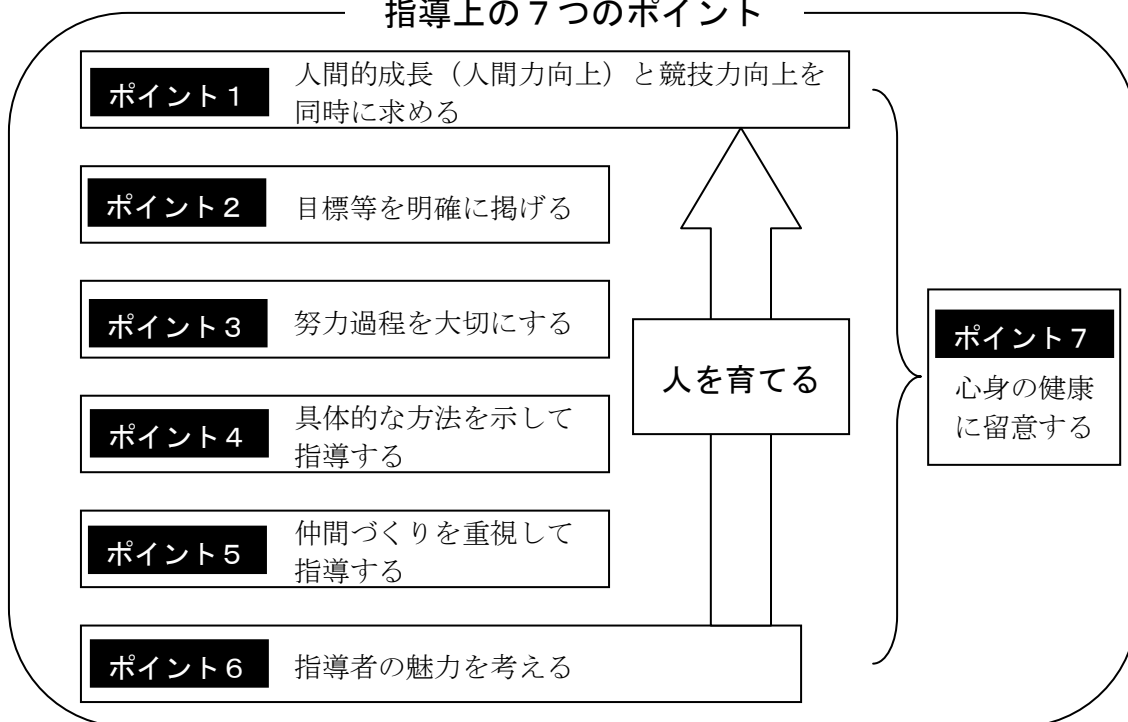 指導上の７つのポイント
ポイント１
人間的成長（人間力向上）と競技力向上を
同時に求める
ポイント２
目標等を明確に掲げる
ポイント３
努力過程を大切にする
ポイント４
具体的な方法を示して
指導する
ポイント５
仲間づくりを重視して
指導する
ポイント６
指導者の魅力を考える
人を育てる
ポイント７
心身の健康
に留意する